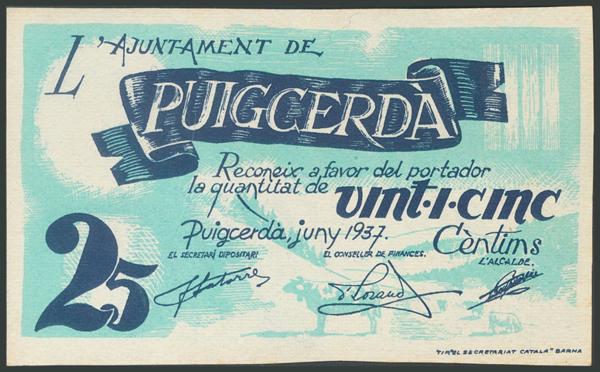 L'AJUNTAMENT DE
PUIGCERDÀ
Reconeix a favor del portador
la quantitat de VINT·I·CINC
Puigcerdà, juny 1937. Cèntims
EL SECRETARI DIPOSITARI EL CONSELLER DE FINANCES. L'ALCALDE.
25
TIP. "EL SECRETARIAT CATALA" BARNA